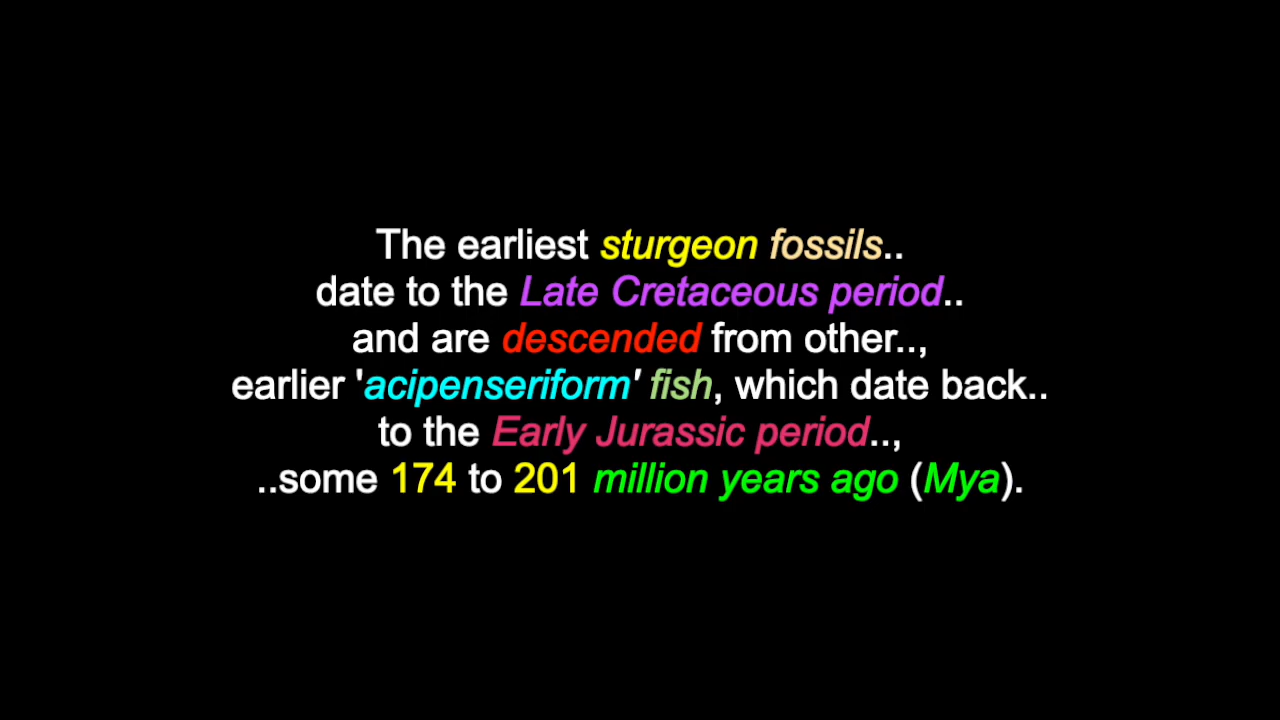 The earliest sturgeon fossils..
date to the Late Cretaceous period..
and are descended from other..,
earlier 'acipenseriform' fish, which date back..
to the Early Jurassic period..,
..some 174 to 201 million years ago (Mya).